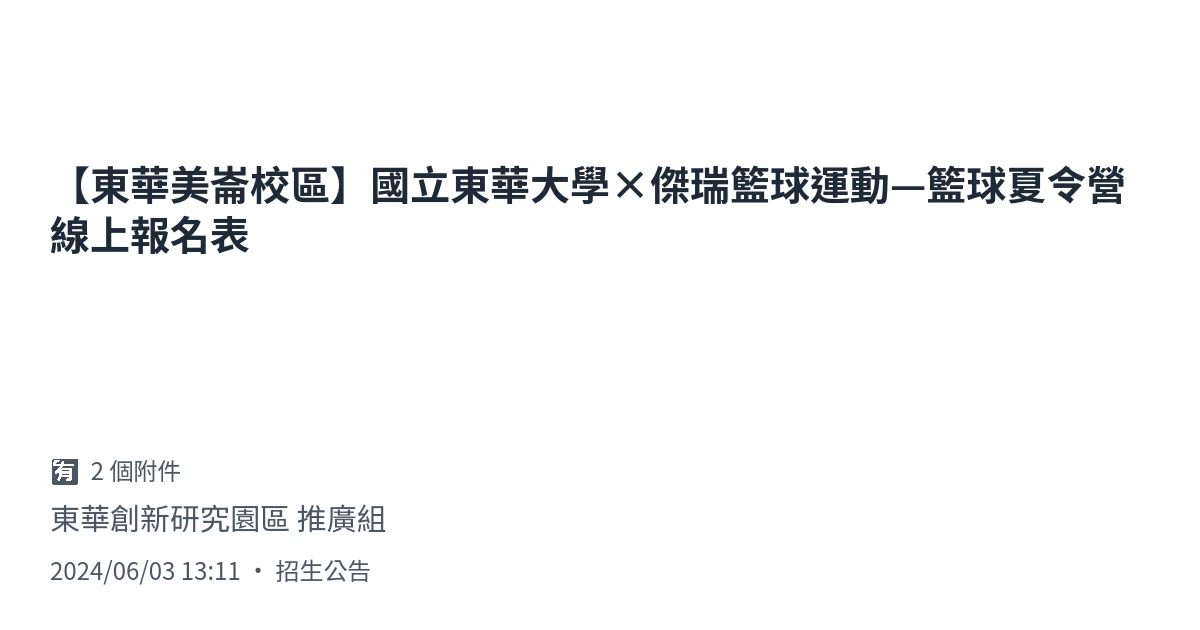 【東華美崙校區】國立東華大學×傑瑞籃球運動—籃球夏令營
線上報名表
🈶 2 個附件
東華創新研究園區 推廣組
2024/06/03 13:11 • 招生公告